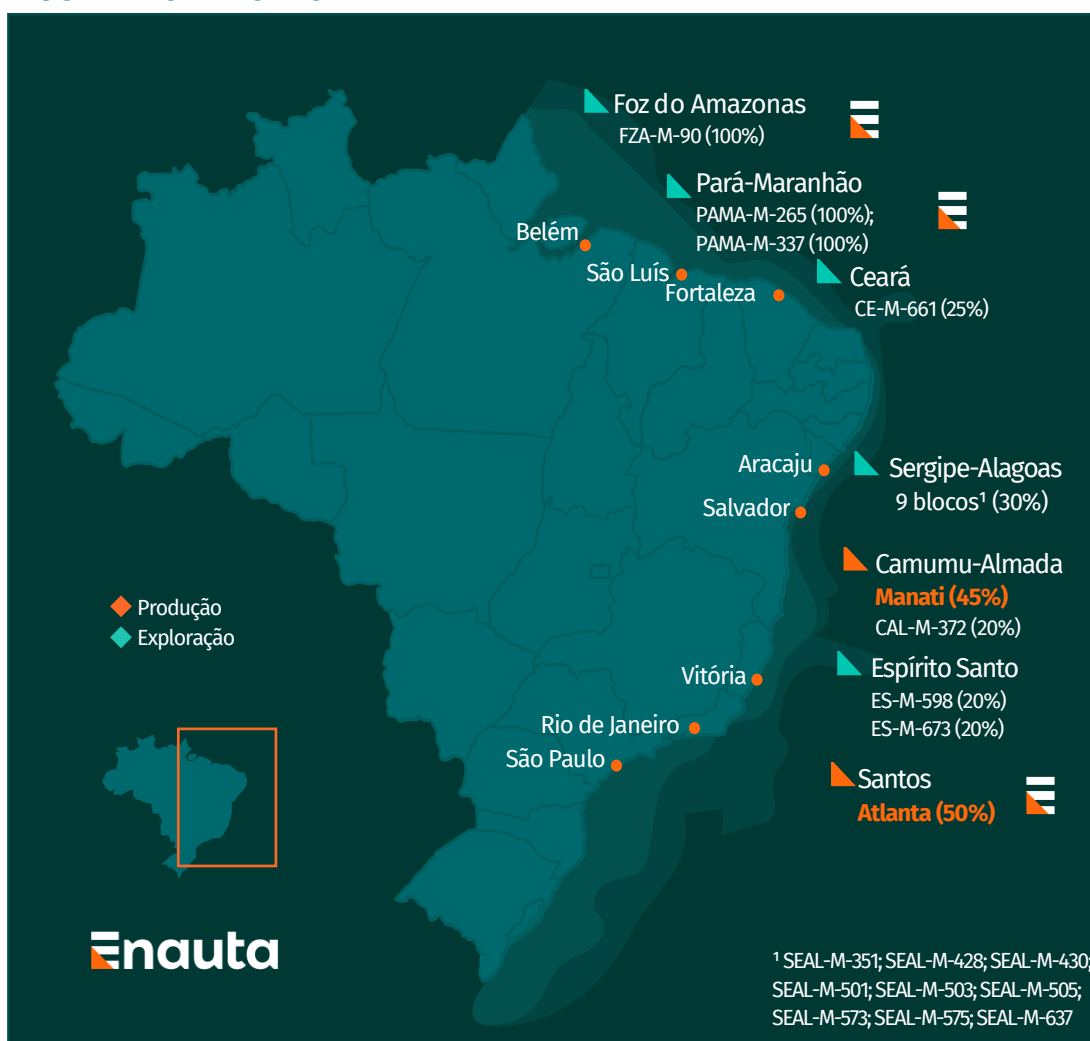 Foz do Amazonas
FZA-M-90 (100%)
Pará-Maranhão
PAMA-M-265 (100%);
PAMA-M-337 (100%)
Belém
São Luís
Fortaleza
Ceará
CE-M-661 (25%)
Aracaju
Sergipe-Alagoas
9 blocos¹ (30%)
Salvador
Camumu-Almada
Manati (45%)
CAL-M-372 (20%)
Produção
Exploração
Vitória
Espírito Santo
ES-M-598 (20%)
ES-M-673 (20%)
Rio de Janeiro
São Paulo
Santos
Atlanta (50%)
Enauta
¹ SEAL-M-351; SEAL-M-428; SEAL-M-430;
SEAL-M-501; SEAL-M-503; SEAL-M-505;
SEAL-M-573; SEAL-M-575; SEAL-M-637